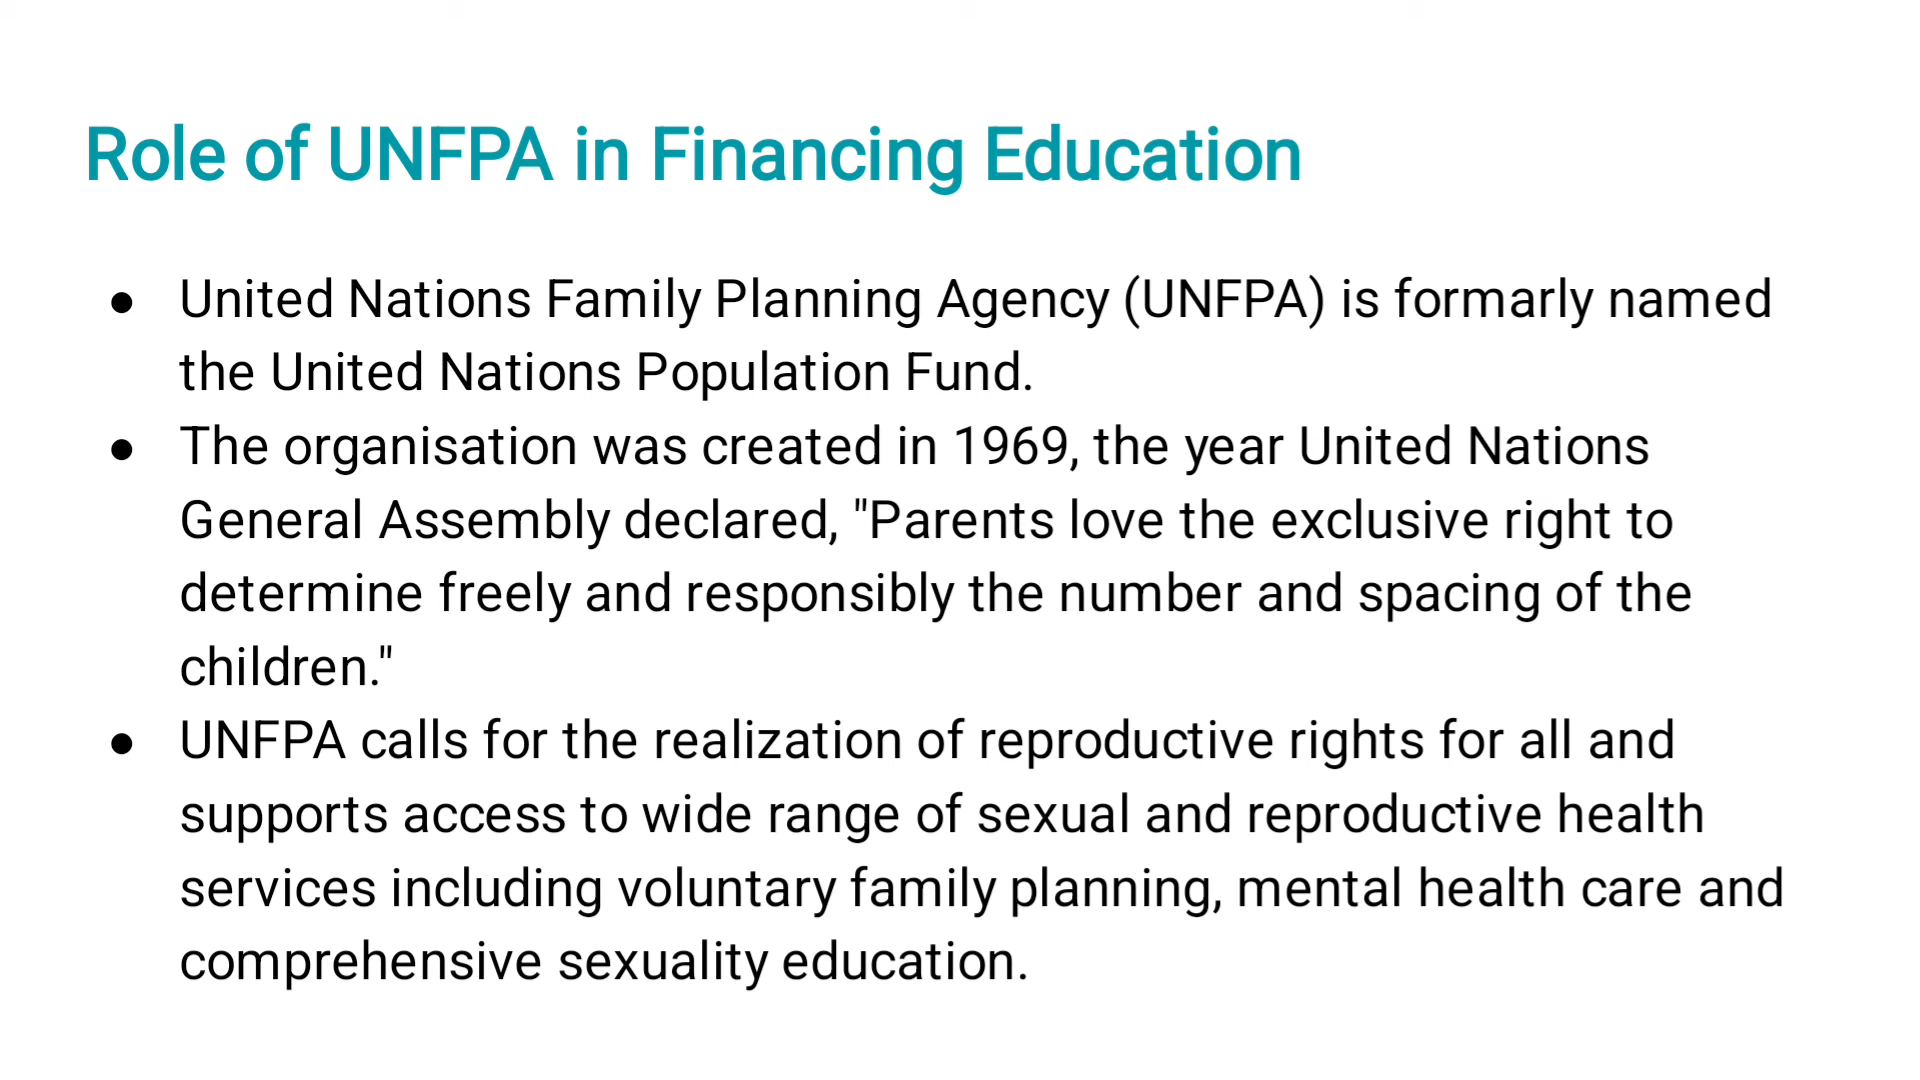 Role of UNFPA in Financing Education
● United Nations Family Planning Agency (UNFPA) is formarly named
the United Nations Population Fund.
● The organisation was created in 1969, the year United Nations
General Assembly declared, "Parents love the exclusive right to
determine freely and responsibly the number and spacing of the
children."
● UNFPA calls for the realization of reproductive rights for all and
supports access to wide range of sexual and reproductive health
services including voluntary family planning, mental health care and
comprehensive sexuality education.